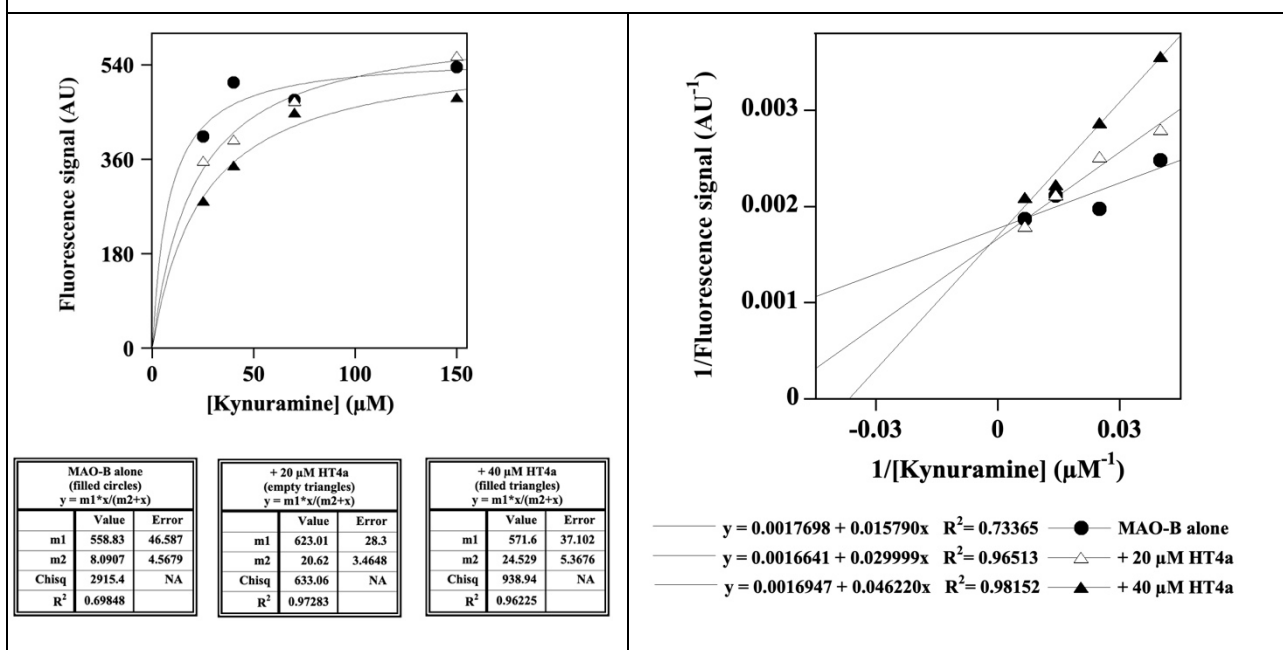 540
360
180
0
Fluorescence signal (AU)
0 50 100 150
[Kynuramine] (µM)
MAO-B alone
(filled circles)
y = m1*x/(m2+x)
Value Error
m1 558.83 46.587
m2 8.0907 4.5679
Chisq 2915.4 NA
R² 0.69848
+ 20 µM HT4a
(empty triangles)
y = m1*x/(m2+x)
Value Error
m1 623.01 28.3
m2 20.62 3.4648
Chisq 633.06 NA
R² 0.97283
+ 40 µM HT4a
(filled triangles)
y = m1*x/(m2+x)
Value Error
m1 571.6 37.102
m2 24.529 5.3676
Chisq 938.94 NA
R² 0.96225
0.003
0.002
0.001
0
1/Fluorescence signal (AU⁻¹)
-0.03 0 0.03
1/[Kynuramine] (µM⁻¹)
y = 0.0017698 + 0.015790x R²= 0.73365 MAO-B alone
y = 0.0016641 + 0.029999x R²= 0.96513 + 20 µM HT4a
y = 0.0016947 + 0.046220x R²= 0.98152 + 40 µM HT4a